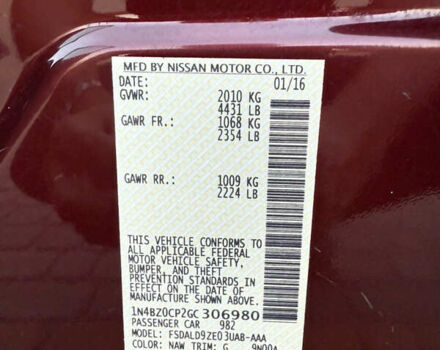 MFD BY NISSAN MOTOR CO., LTD.
DATE: 01/16
GVWR: 2010 KG
4431 LB
GAWR FR.: 1068 KG
2354 LB
GAWR RR.: 1009 KG
2224 LB
THIS VEHICLE CONFORMS TO
ALL APPLICABLE FEDERAL
MOTOR VEHICLE SAFETY,
BUMPER, AND THEFT
PREVENTION STANDARDS IN
EFFECT ON THE DATE OF
MANUFACTURE SHOWN ABOVE.
1N4BZ0CP2GC306980
PASSENGER CAR 982
MODEL: FSDALD9ZE03UAB-AAA
COLOR: NAW TRIM: G 9N00A